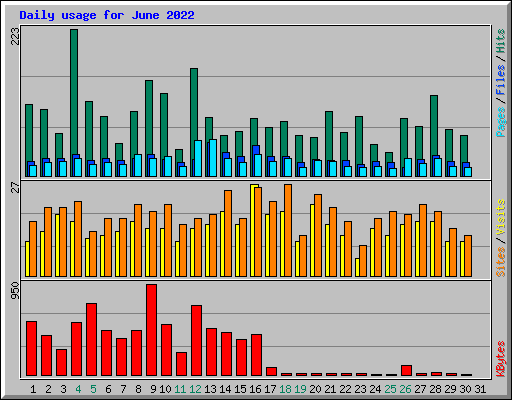 Daily usage for June 2022
223
Pages / Files / Hits
27
Sites / Visits
950
KBytes
1 2 3 4 5 6 7 8 9 10 11 12 13 14 15 16 17 18 19 20 21 22 23 24 25 26 27 28 29 30 31